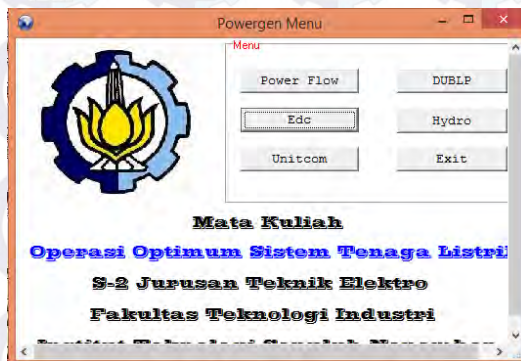 Powergen Menu
Menu
Power Flow
DUBLP
Edc
Hydro
Unitcom
Exit
Mata Kuliah
Operasi Optimum Sistem Tenaga Listri
S-2 Jurusan Teknik Elektro
Fakultas Teknologi Industri